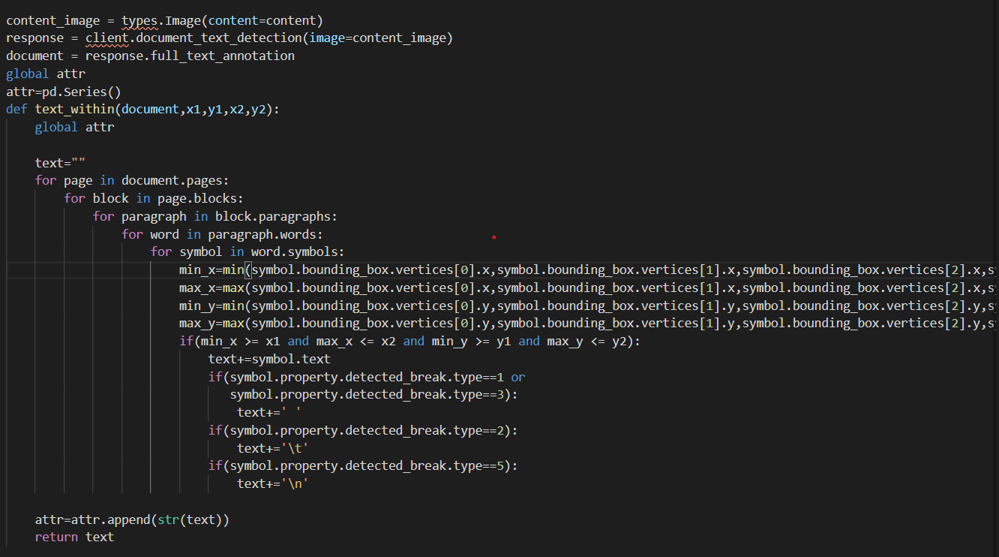 content_image = types.Image(content=content)
response = client.document_text_detection(image=content_image)
document = response.full_text_annotation
global attr
attr=pd.Series()
def text_within(document,x1,y1,x2,y2):
    global attr

    text=""
    for page in document.pages:
        for block in page.blocks:
            for paragraph in block.paragraphs:
                for word in paragraph.words:
                    for symbol in word.symbols:
                        min_x=min(symbol.bounding_box.vertices[0].x,symbol.bounding_box.vertices[1].x,symbol.bounding_box.vertices[2].x,s
                        max_x=max(symbol.bounding_box.vertices[0].x,symbol.bounding_box.vertices[1].x,symbol.bounding_box.vertices[2].x,s
                        min_y=min(symbol.bounding_box.vertices[0].y,symbol.bounding_box.vertices[1].y,symbol.bounding_box.vertices[2].y,s
                        max_y=max(symbol.bounding_box.vertices[0].y,symbol.bounding_box.vertices[1].y,symbol.bounding_box.vertices[2].y,s
                        if(min_x >= x1 and max_x <= x2 and min_y >= y1 and max_y <= y2):
                            text+=symbol.text
                            if(symbol.property.detected_break.type==1 or
                               symbol.property.detected_break.type==3):
                                text+=' '
                            if(symbol.property.detected_break.type==2):
                                text+='\t'
                            if(symbol.property.detected_break.type==5):
                                text+='\n'

    attr=attr.append(str(text))
    return text